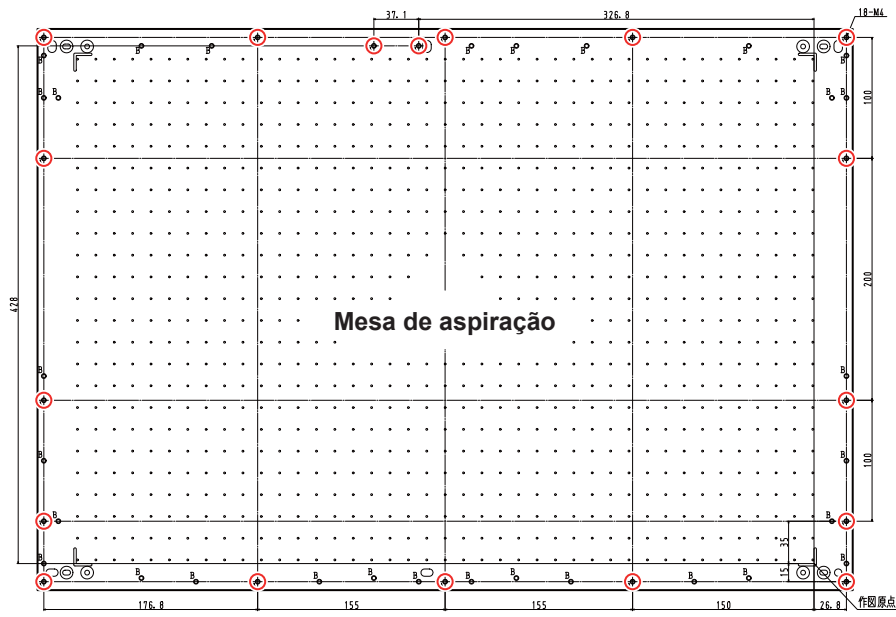 37.1
326.8
18-M4
B B B B B B
B B
B B B B
100
200
428
Mesa de aspiração
B B
B B
100
B B
35
B B
15
B B B B B B B B B
176.8
155
155
150
26.8
作図原点